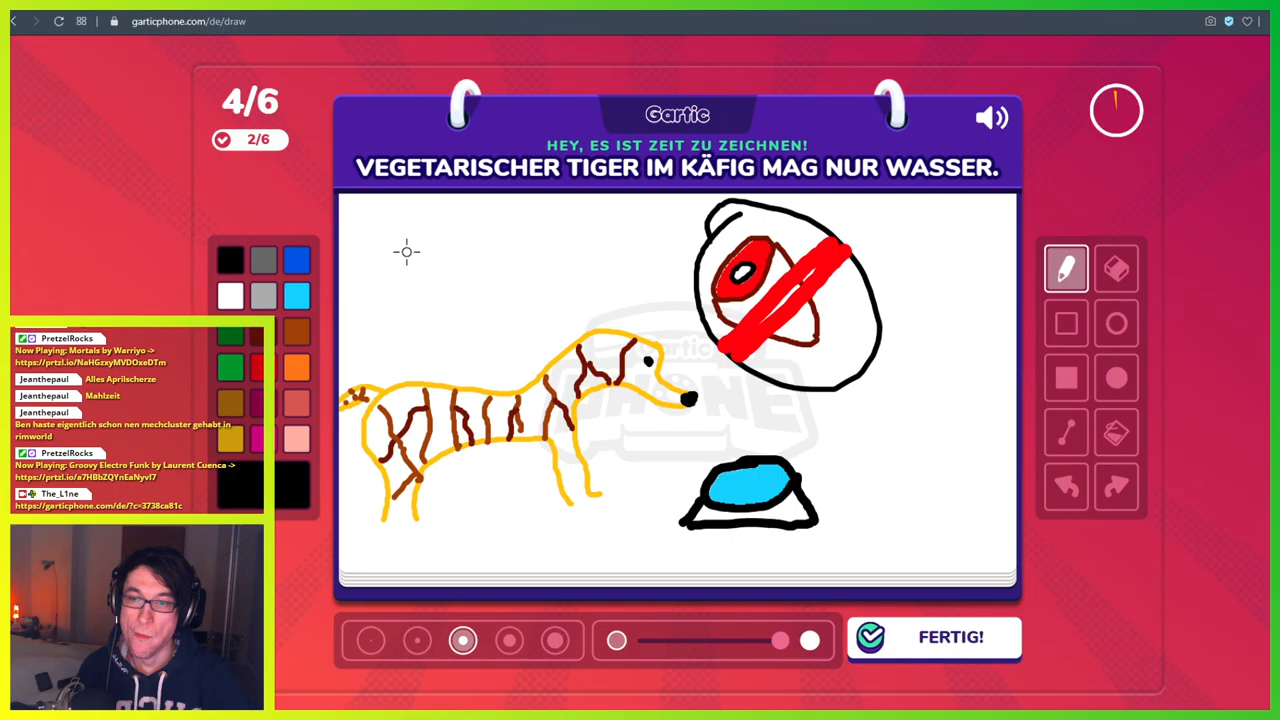 garticphone.com/de/draw
4/6
2/6
Gartic
HEY, ES IST ZEIT ZU ZEICHNEN!
VEGETARISCHER TIGER IM KÄFIG MAG NUR WASSER.
Gartic
PHONE
PretzelRocks
Now Playing: Mortals by Warriyo ->
https://prtzl.io/NaHGzxyMVDOxeDTm
Jeanthepaul Alles Aprilscherze
Jeanthepaul Mahlzeit
Jeanthepaul
Ben haste eigentlich schon nen mechcluster gehabt in
rimworld
PretzelRocks
Now Playing: Groovy Electro Funk by Laurent Cuenca ->
https://prtzl.io/a7HBbZQYnEaNyvl7
The_L1ne
https://garticphone.com/de/?c=3738ca81c
FERTIG!